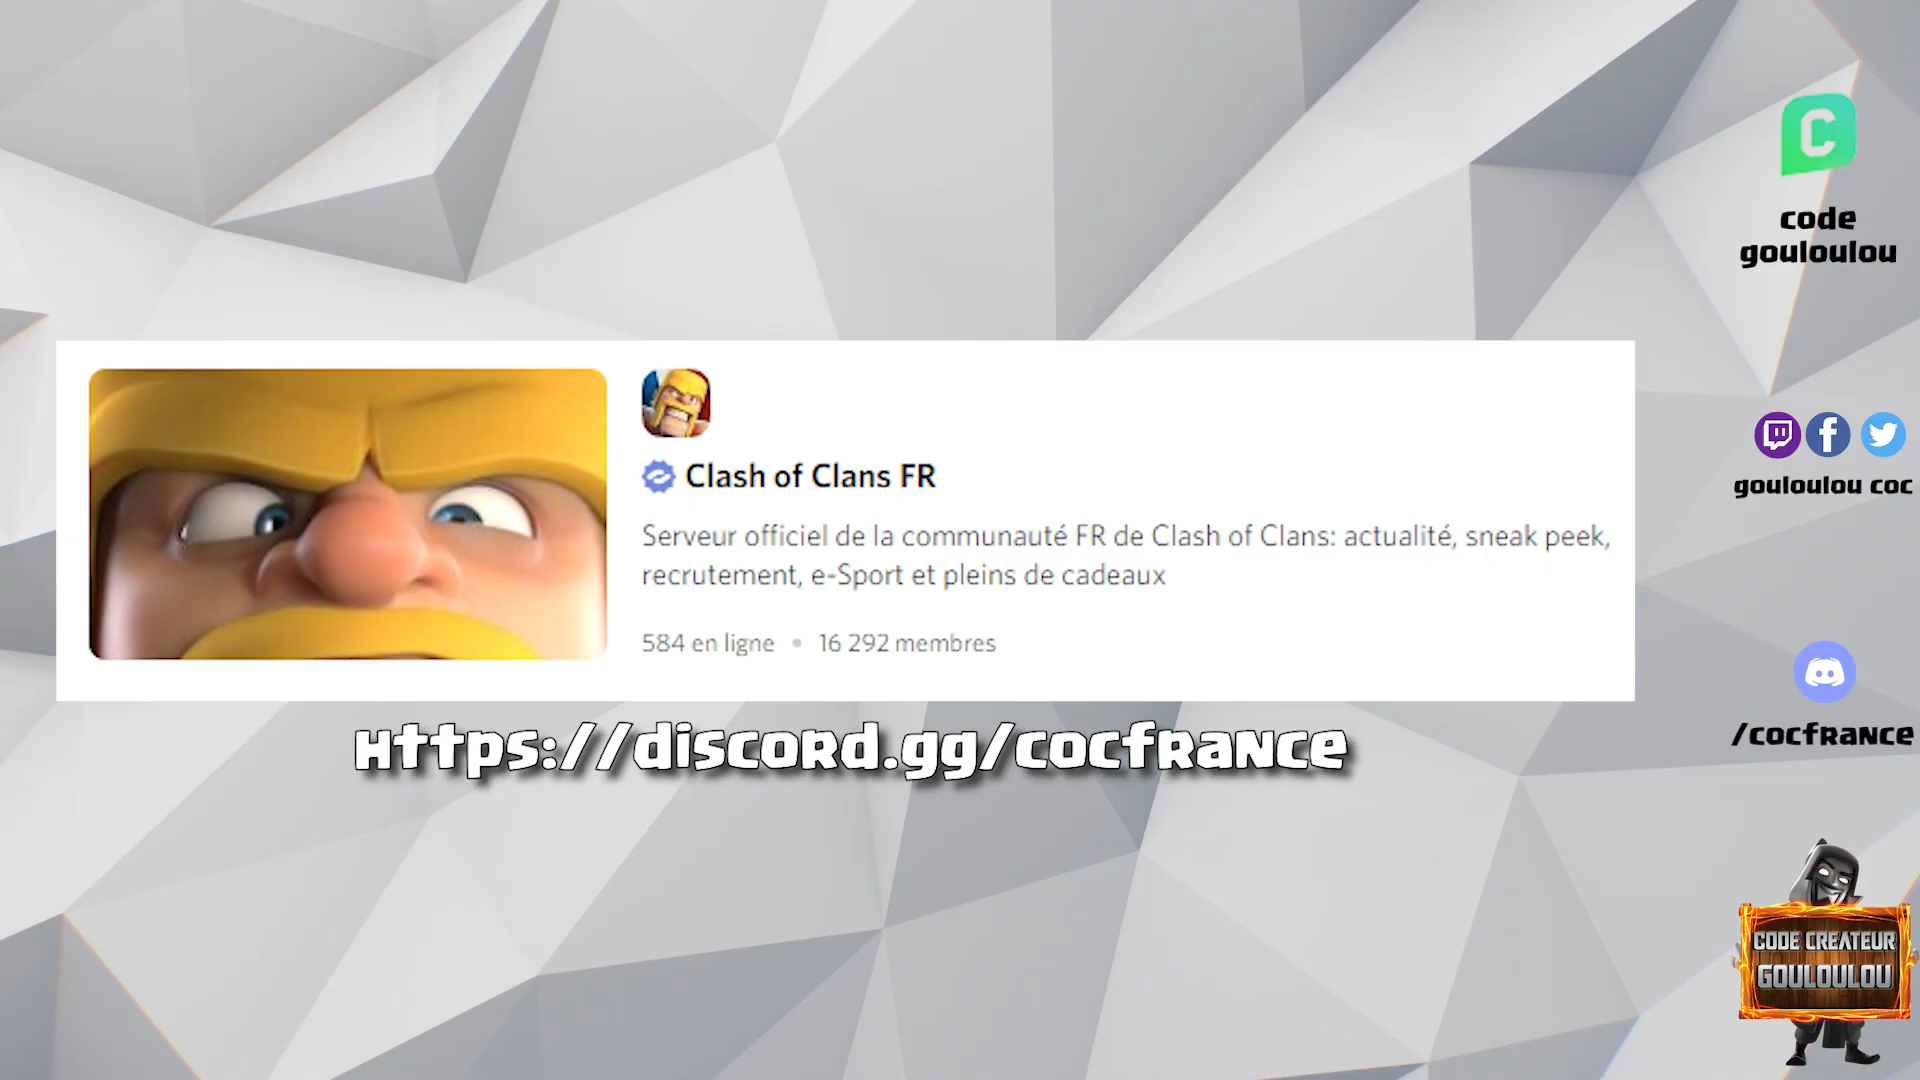 C
code
gouloulou
Clash of Clans FR
Serveur officiel de la communauté FR de Clash of Clans: actualité, sneak peek,
recrutement, e-Sport et pleins de cadeaux
584 en ligne • 16 292 membres
gouloulou coc
https://discord.gg/cocfrance
/cocfrance
CODE CREATEUR
GOULOULOU